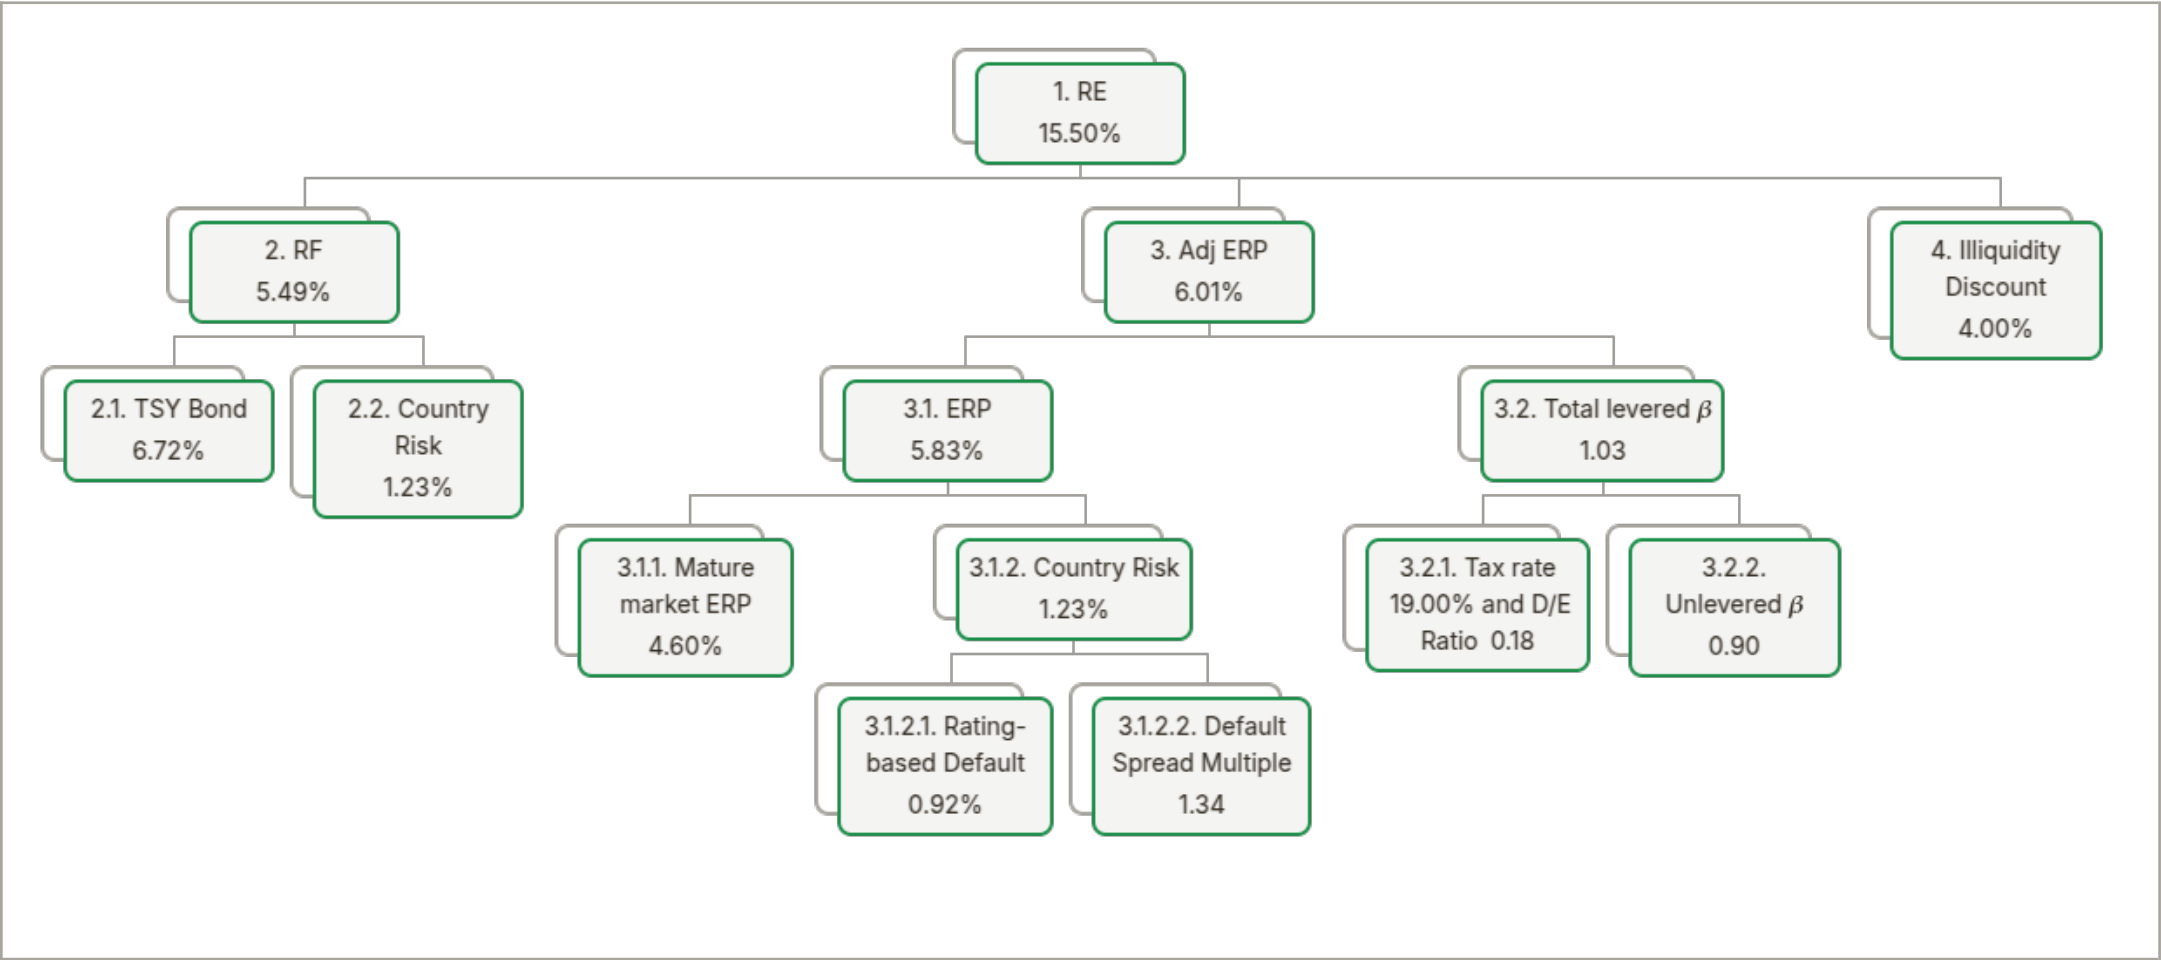 1. RE
15.50%
2. RF
5.49%
3. Adj ERP
6.01%
4. Illiquidity
Discount
4.00%
2.1. TSY Bond
6.72%
2.2. Country
Risk
1.23%
3.1. ERP
5.83%
3.2. Total levered β
1.03
3.1.1. Mature
market ERP
4.60%
3.1.2. Country Risk
1.23%
3.2.1. Tax rate
19.00% and D/E
Ratio 0.18
3.2.2.
Unlevered β
0.90
3.1.2.1. Rating-
based Default
0.92%
3.1.2.2. Default
Spread Multiple
1.34